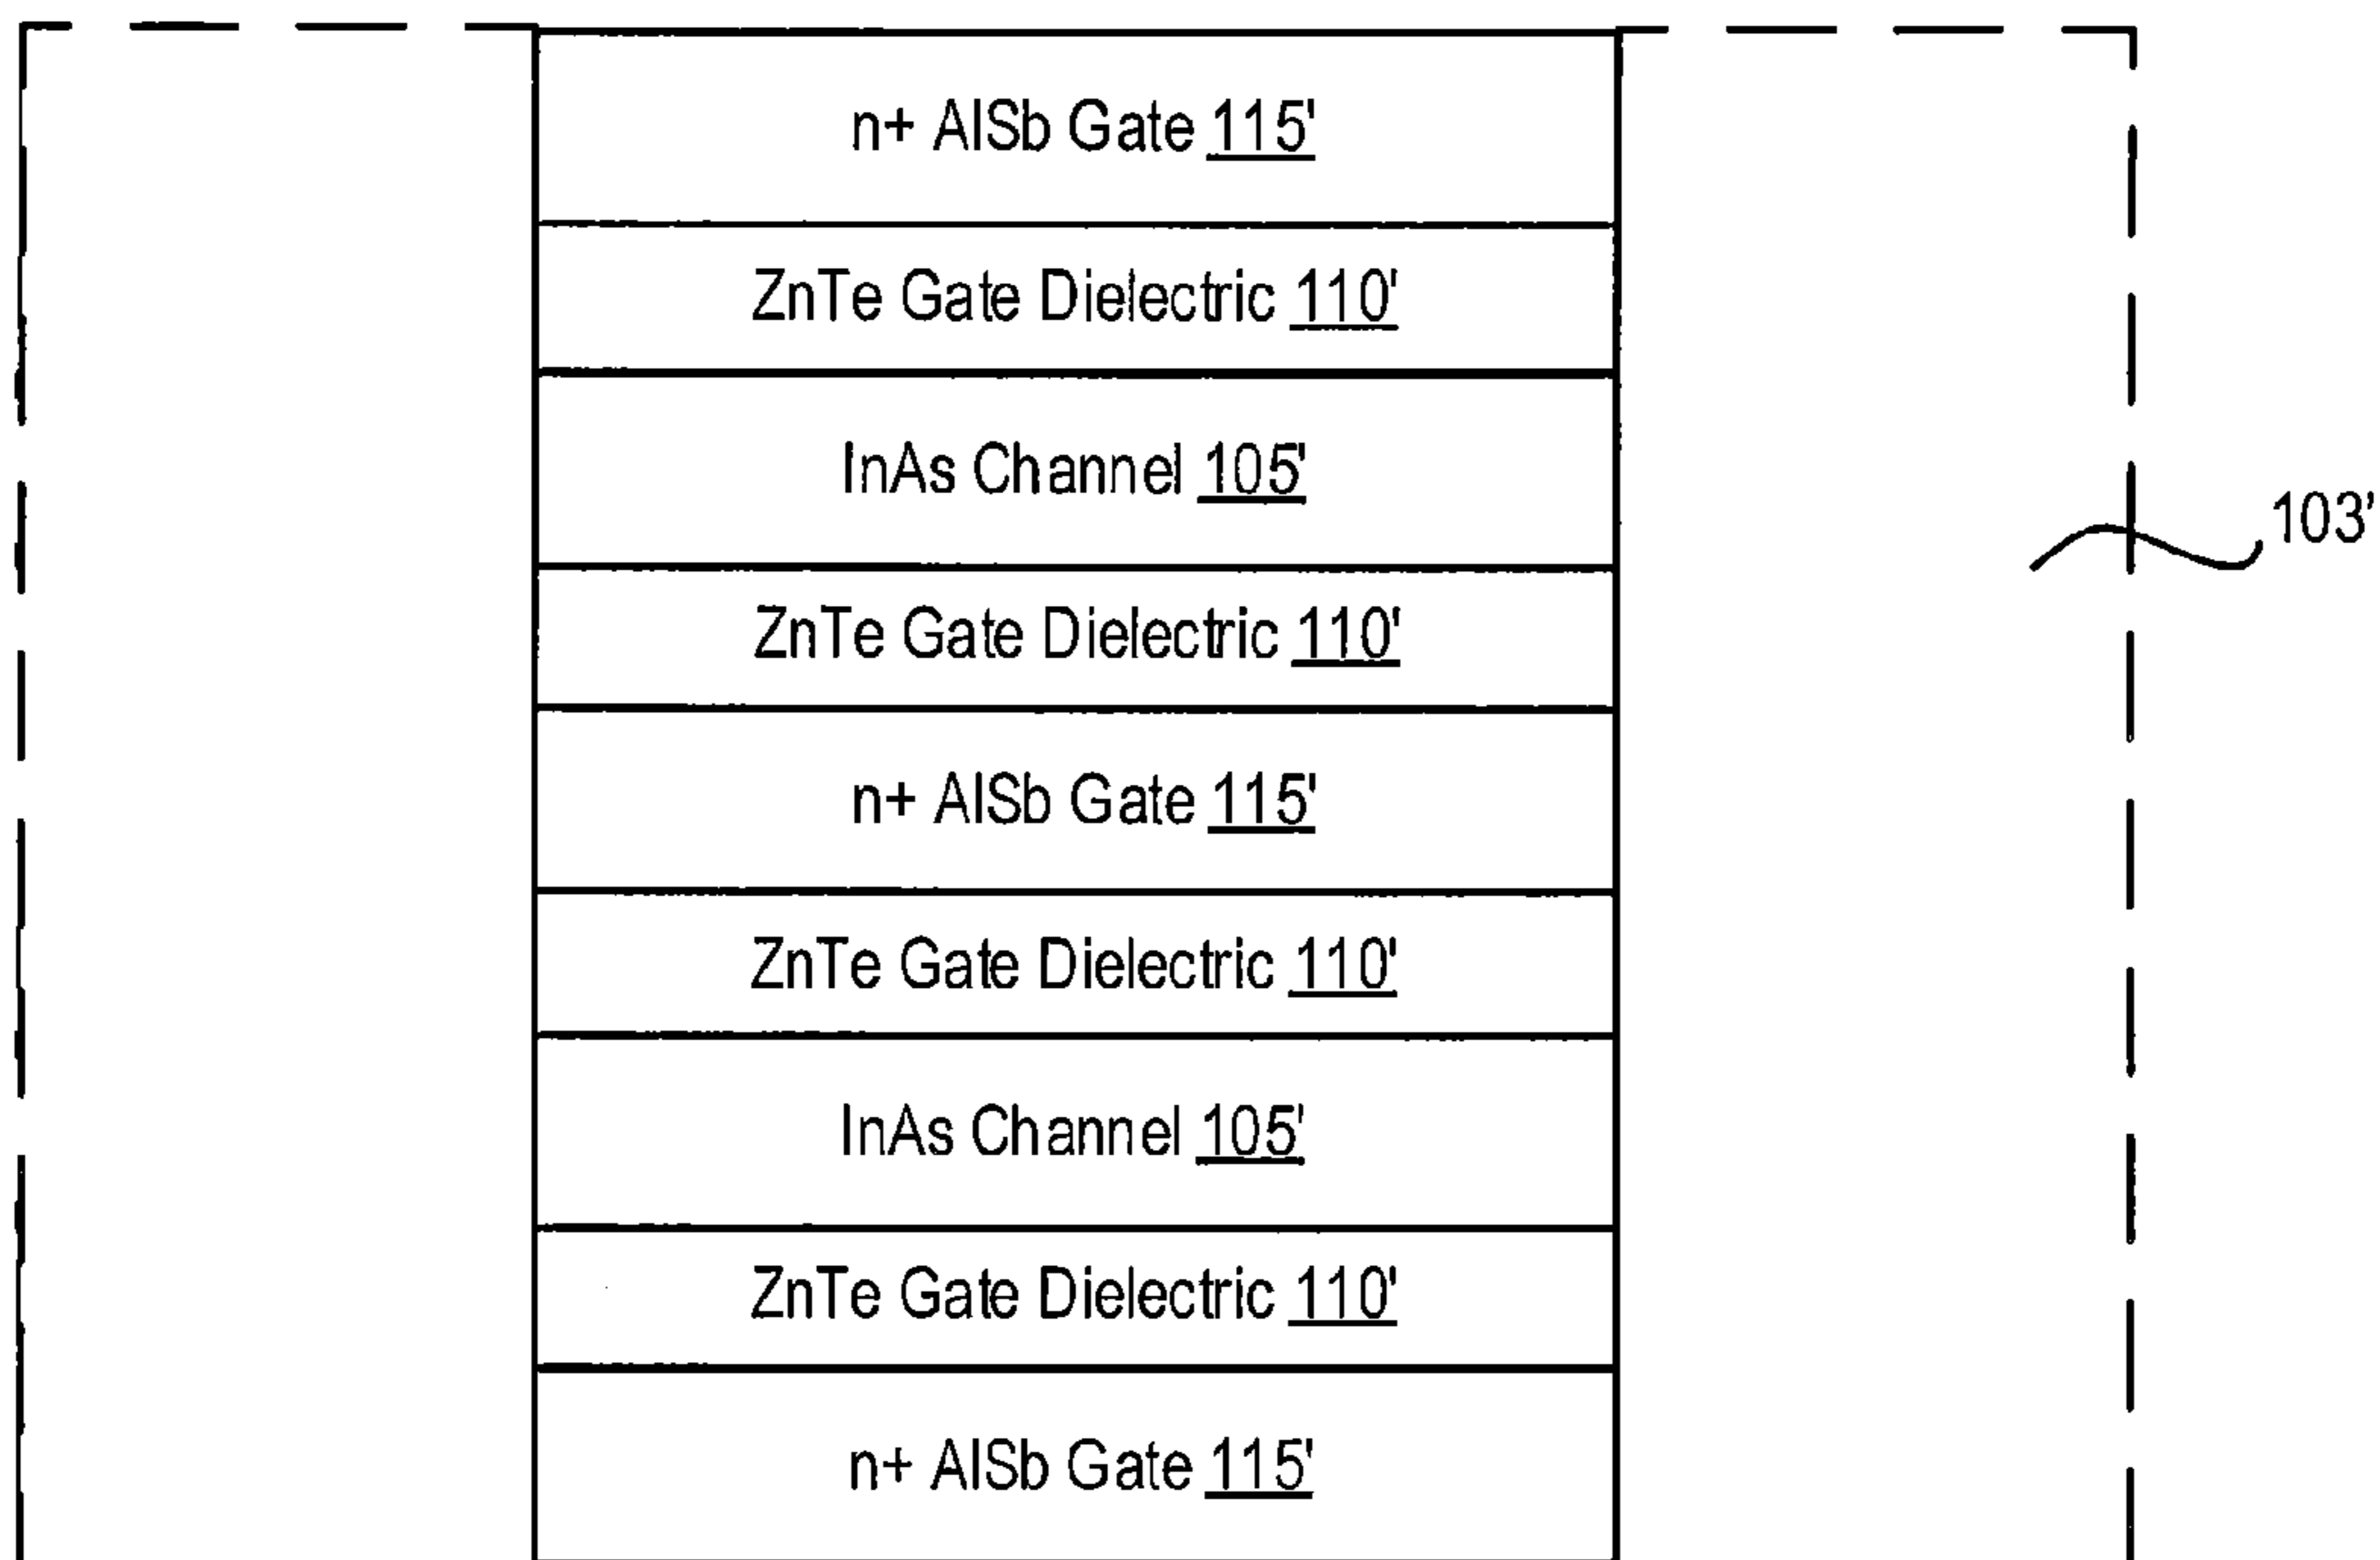 n+ AlSb Gate 115'
ZnTe Gate Dielectric 110'
InAs Channel 105'
103'
ZnTe Gate Dielectric 110'
n+ AlSb Gate 115'
ZnTe Gate Dielectric 110'
InAs Channel 105'
ZnTe Gate Dielectric 110'
n+ AlSb Gate 115'